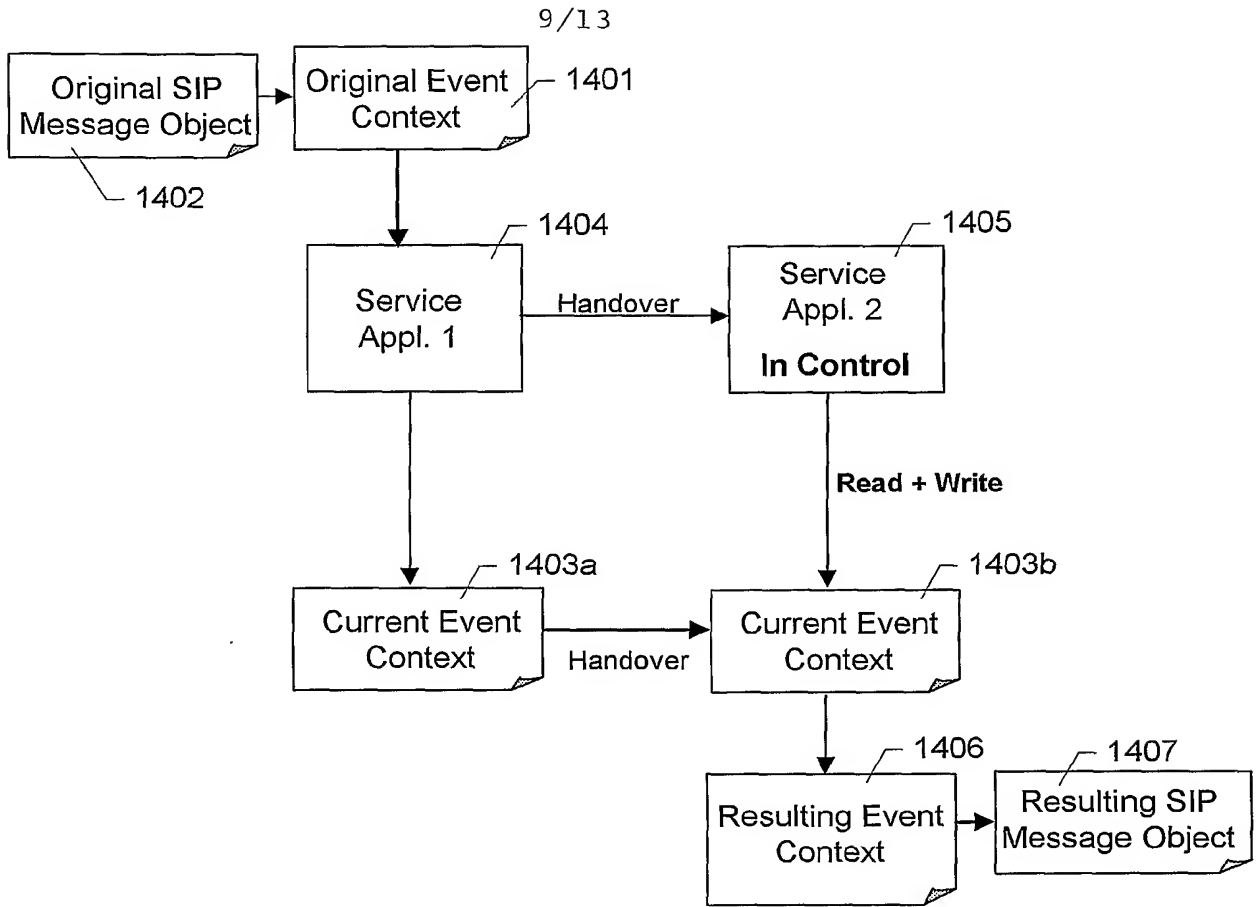 9/13
Original SIP
Message Object
1402
Original Event
Context
1401
1404
Service
Appl. 1
Handover
1405
Service
Appl. 2
In Control
Read + Write
1403a
Current Event
Context
Handover
1403b
Current Event
Context
1406
Resulting Event
Context
1407
Resulting SIP
Message Object